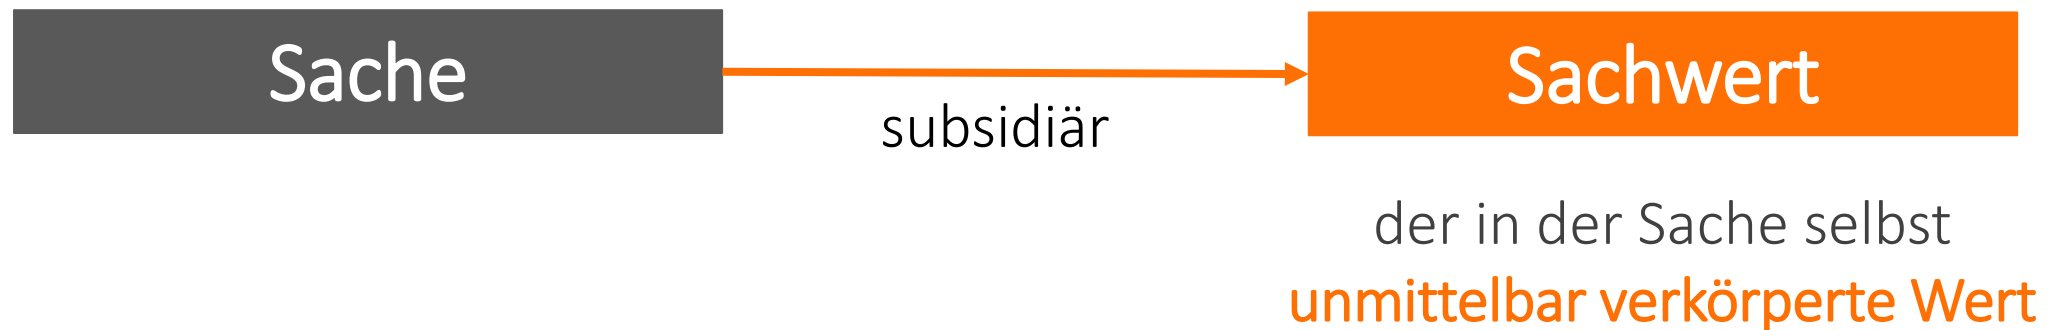 Sache
Sachwert
subsidiär
der in der Sache selbst
unmittelbar verkörperte Wert